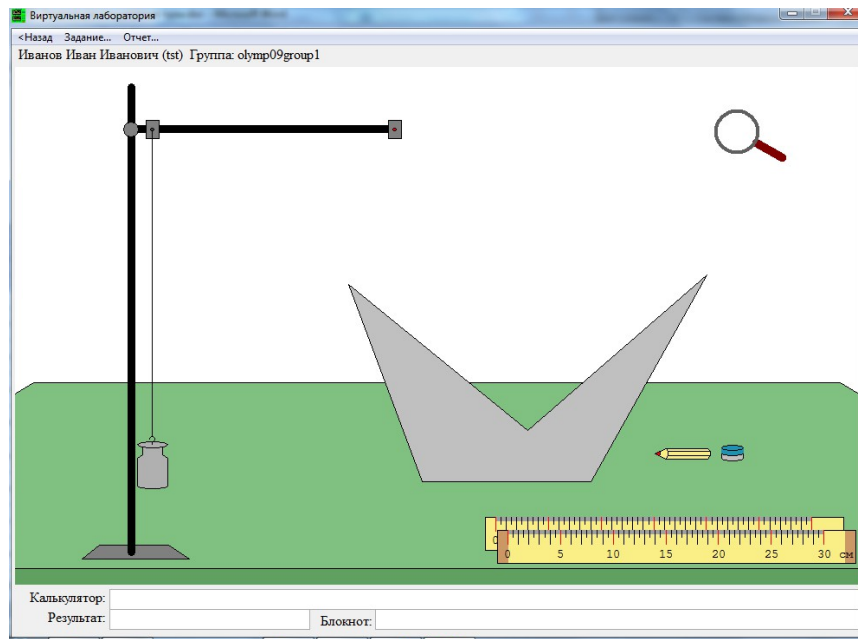 Виртуальная лаборатория
<Назад Задание... Отчет...
Иванов Иван Иванович (tst) Группа: olymp09group1
0 5 10 15 20 25 30 см
Калькулятор:
Результат: Блокнот: